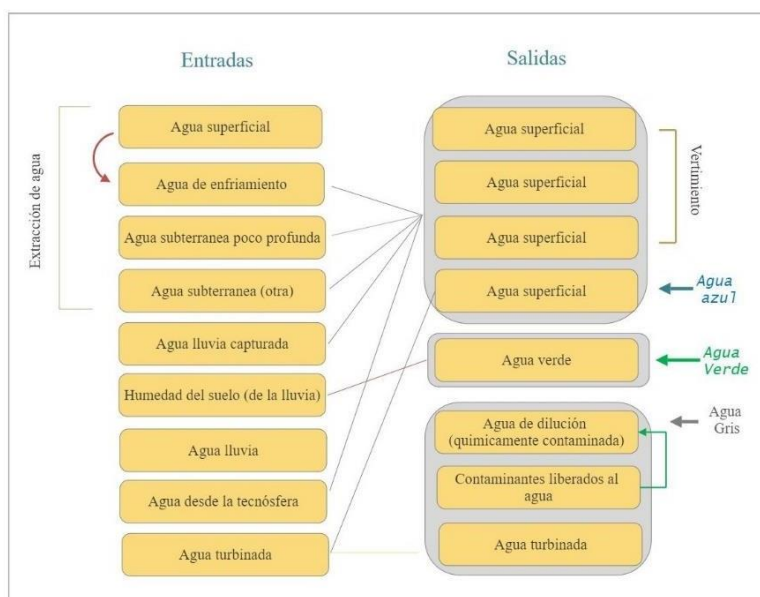 Entradas
Salidas
Extracción de agua
Agua superficial
Agua de enfriamiento
Agua subterranea poco profunda
Agua subterranea (otra)
Agua lluvia capturada
Humedad del suelo (de la lluvia)
Agua lluvia
Agua desde la tecnósfera
Agua turbinada
Agua superficial
Agua superficial
Agua superficial
Agua superficial
Vertimiento
Agua
azul
Agua verde
Agua
Verde
Agua de dilución
(quimicamente contaminada)
Agua
Gris
Contaminantes liberados al
agua
Agua turbinada